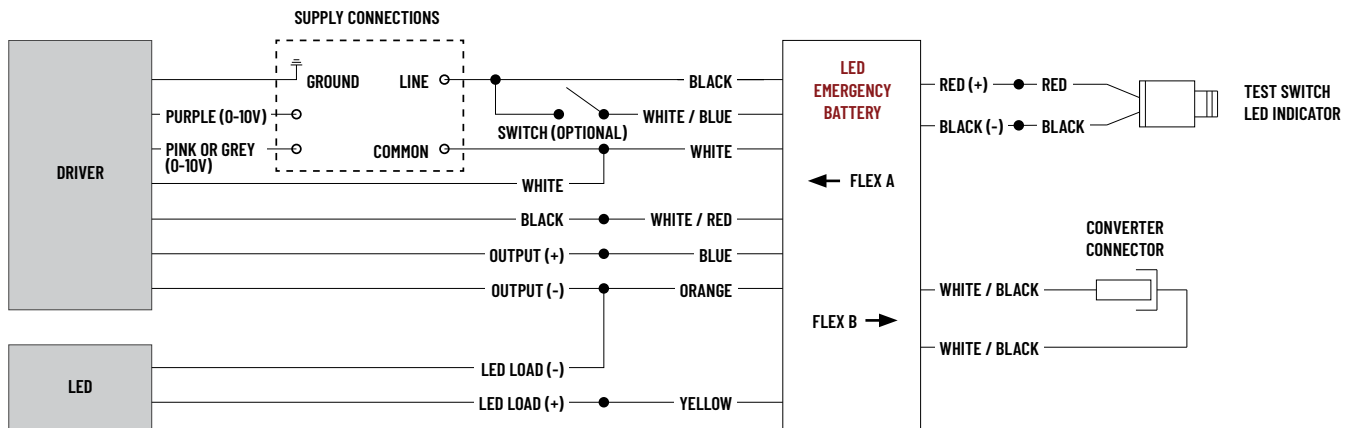 SUPPLY CONNECTIONS
GROUND
LINE
PURPLE (0-10V)
PINK OR GREY
(0-10V)
COMMON
SWITCH (OPTIONAL)
DRIVER
BLACK
WHITE / BLUE
WHITE
WHITE
BLACK
WHITE / RED
OUTPUT (+)
BLUE
OUTPUT (-)
ORANGE
LED
LED LOAD (-)
LED LOAD (+)
YELLOW
LED
EMERGENCY
BATTERY
FLEX A
FLEX B
RED (+)
RED
BLACK (-)
BLACK
TEST SWITCH
LED INDICATOR
CONVERTER
CONNECTOR
WHITE / BLACK
WHITE / BLACK